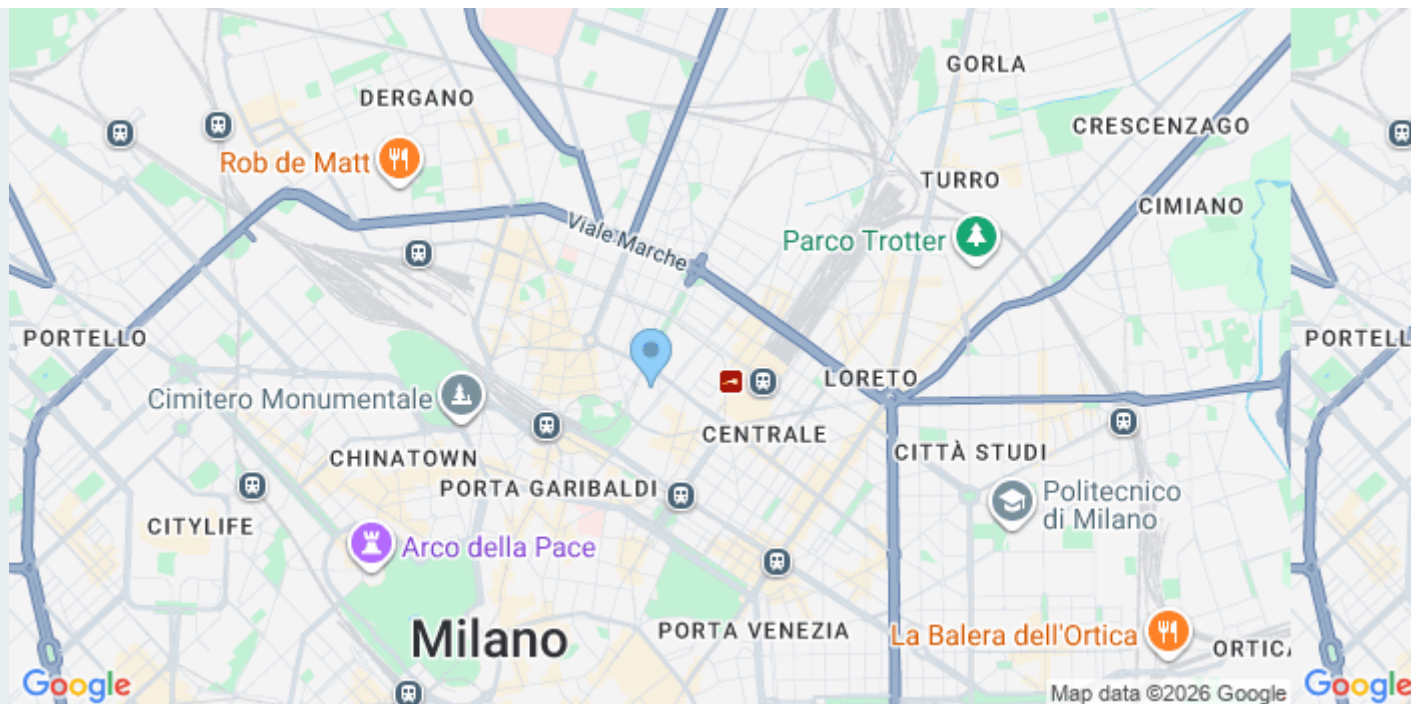 GORLA
DERGANO
CRESCENZAGO
Rob de Matt
TURRO
CIMIANO
Viale Marche
Parco Trotter
PORTELLO
PORTELL
LORETO
Cimitero Monumentale
CENTRALE
CITTÀ STUDI
CHINATOWN
PORTA GARIBALDI
Politecnico
di Milano
CITYLIFE
Arco della Pace
Milano
PORTA VENEZIA
La Balera dell'Ortica
ORTICA
Google
Map data ©2026 Google
Google